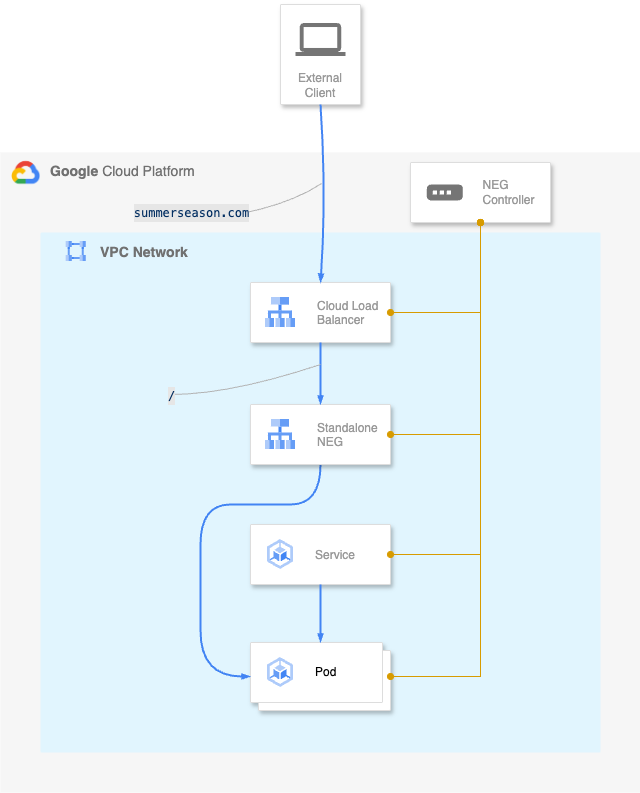 External
Client
Google Cloud Platform
NEG
Controller
summerseason.com
VPC Network
Cloud Load
Balancer
/
Standalone
NEG
Service
Pod